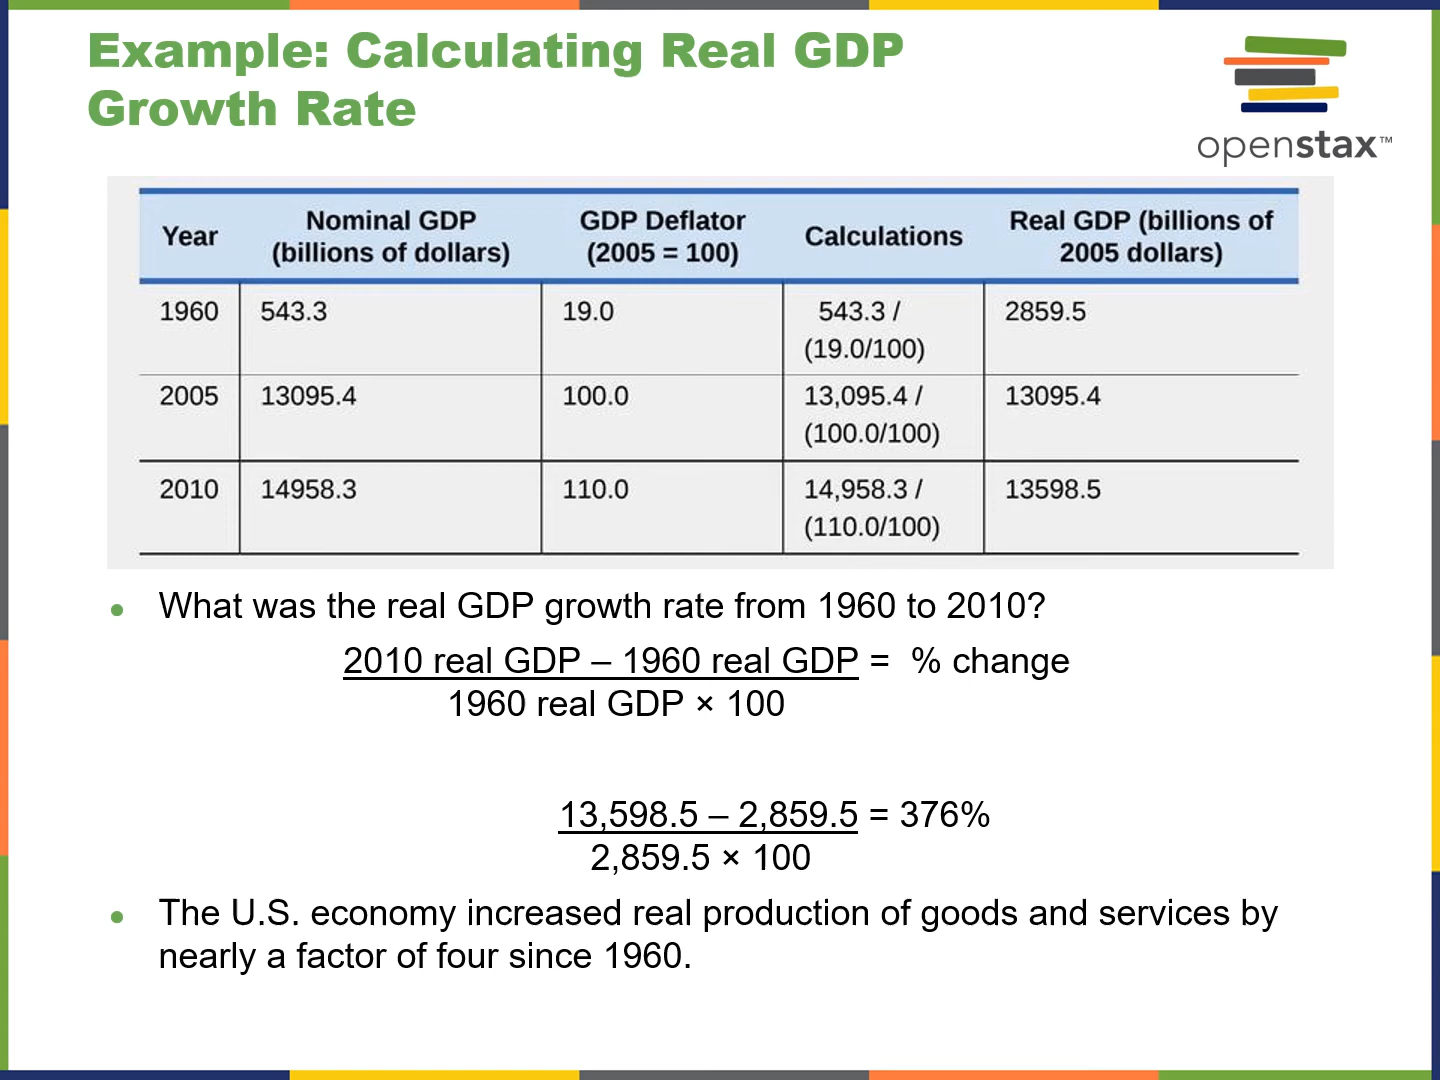 Example: Calculating Real GDP
Growth Rate
openstax™
Year
Nominal GDP
(billions of dollars)
GDP Deflator
(2005 = 100)
Calculations
Real GDP (billions of
2005 dollars)
1960
543.3
19.0
543.3 /
(19.0/100)
2859.5
2005
13095.4
100.0
13,095.4 /
(100.0/100)
13095.4
2010
14958.3
110.0
14,958.3 /
(110.0/100)
13598.5
• What was the real GDP growth rate from 1960 to 2010?
2010 real GDP – 1960 real GDP = % change
1960 real GDP × 100
13,598.5 – 2,859.5 = 376%
2,859.5 × 100
• The U.S. economy increased real production of goods and services by
nearly a factor of four since 1960.